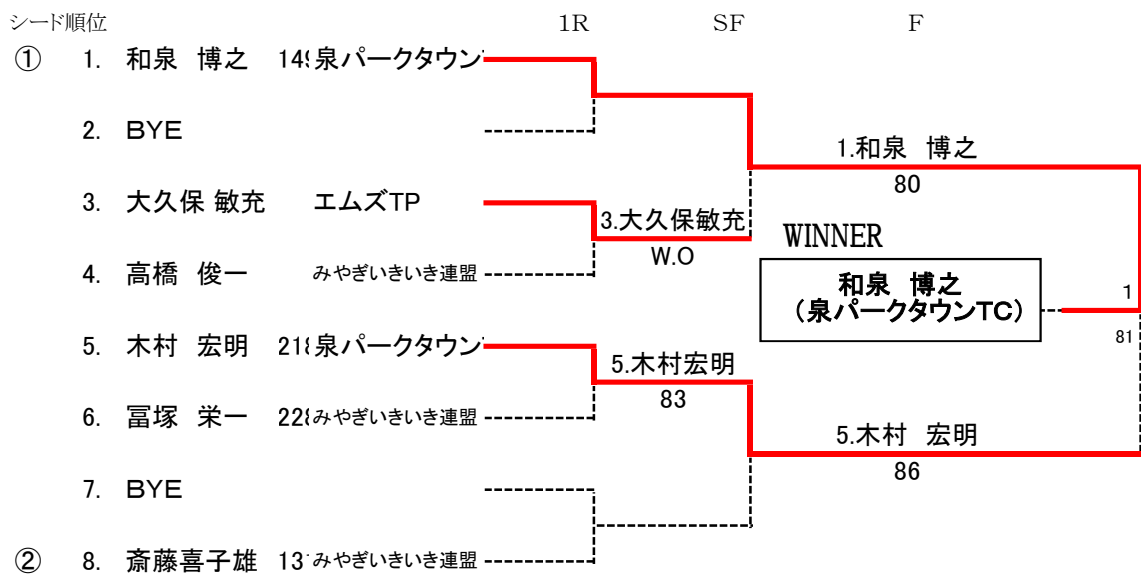 シード順位 1R SF F
① 1. 和泉 博之 149 泉パークタウン
2. BYE
1.和泉 博之
80
3. 大久保 敏充 エムズTP
3.大久保敏充
W.O
WINNER
4. 高橋 俊一 みやぎいきいき連盟
和泉 博之
(泉パークタウンTC)
1
81
5. 木村 宏明 218 泉パークタウン
5.木村宏明
83
6. 冨塚 栄一 228 みやぎいきいき連盟
5.木村 宏明
86
7. BYE
② 8. 斎藤喜子雄 13 みやぎいきいき連盟